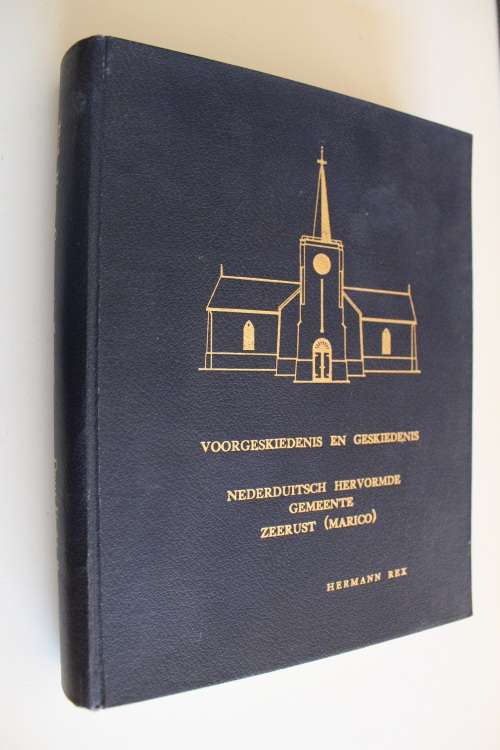 VOORGESKIEDENIS EN GESKIEDENIS
NEDERDUITSCH HERVORMDE
GEMEENTE
ZEERUST (MARICO)
HERMANN REX